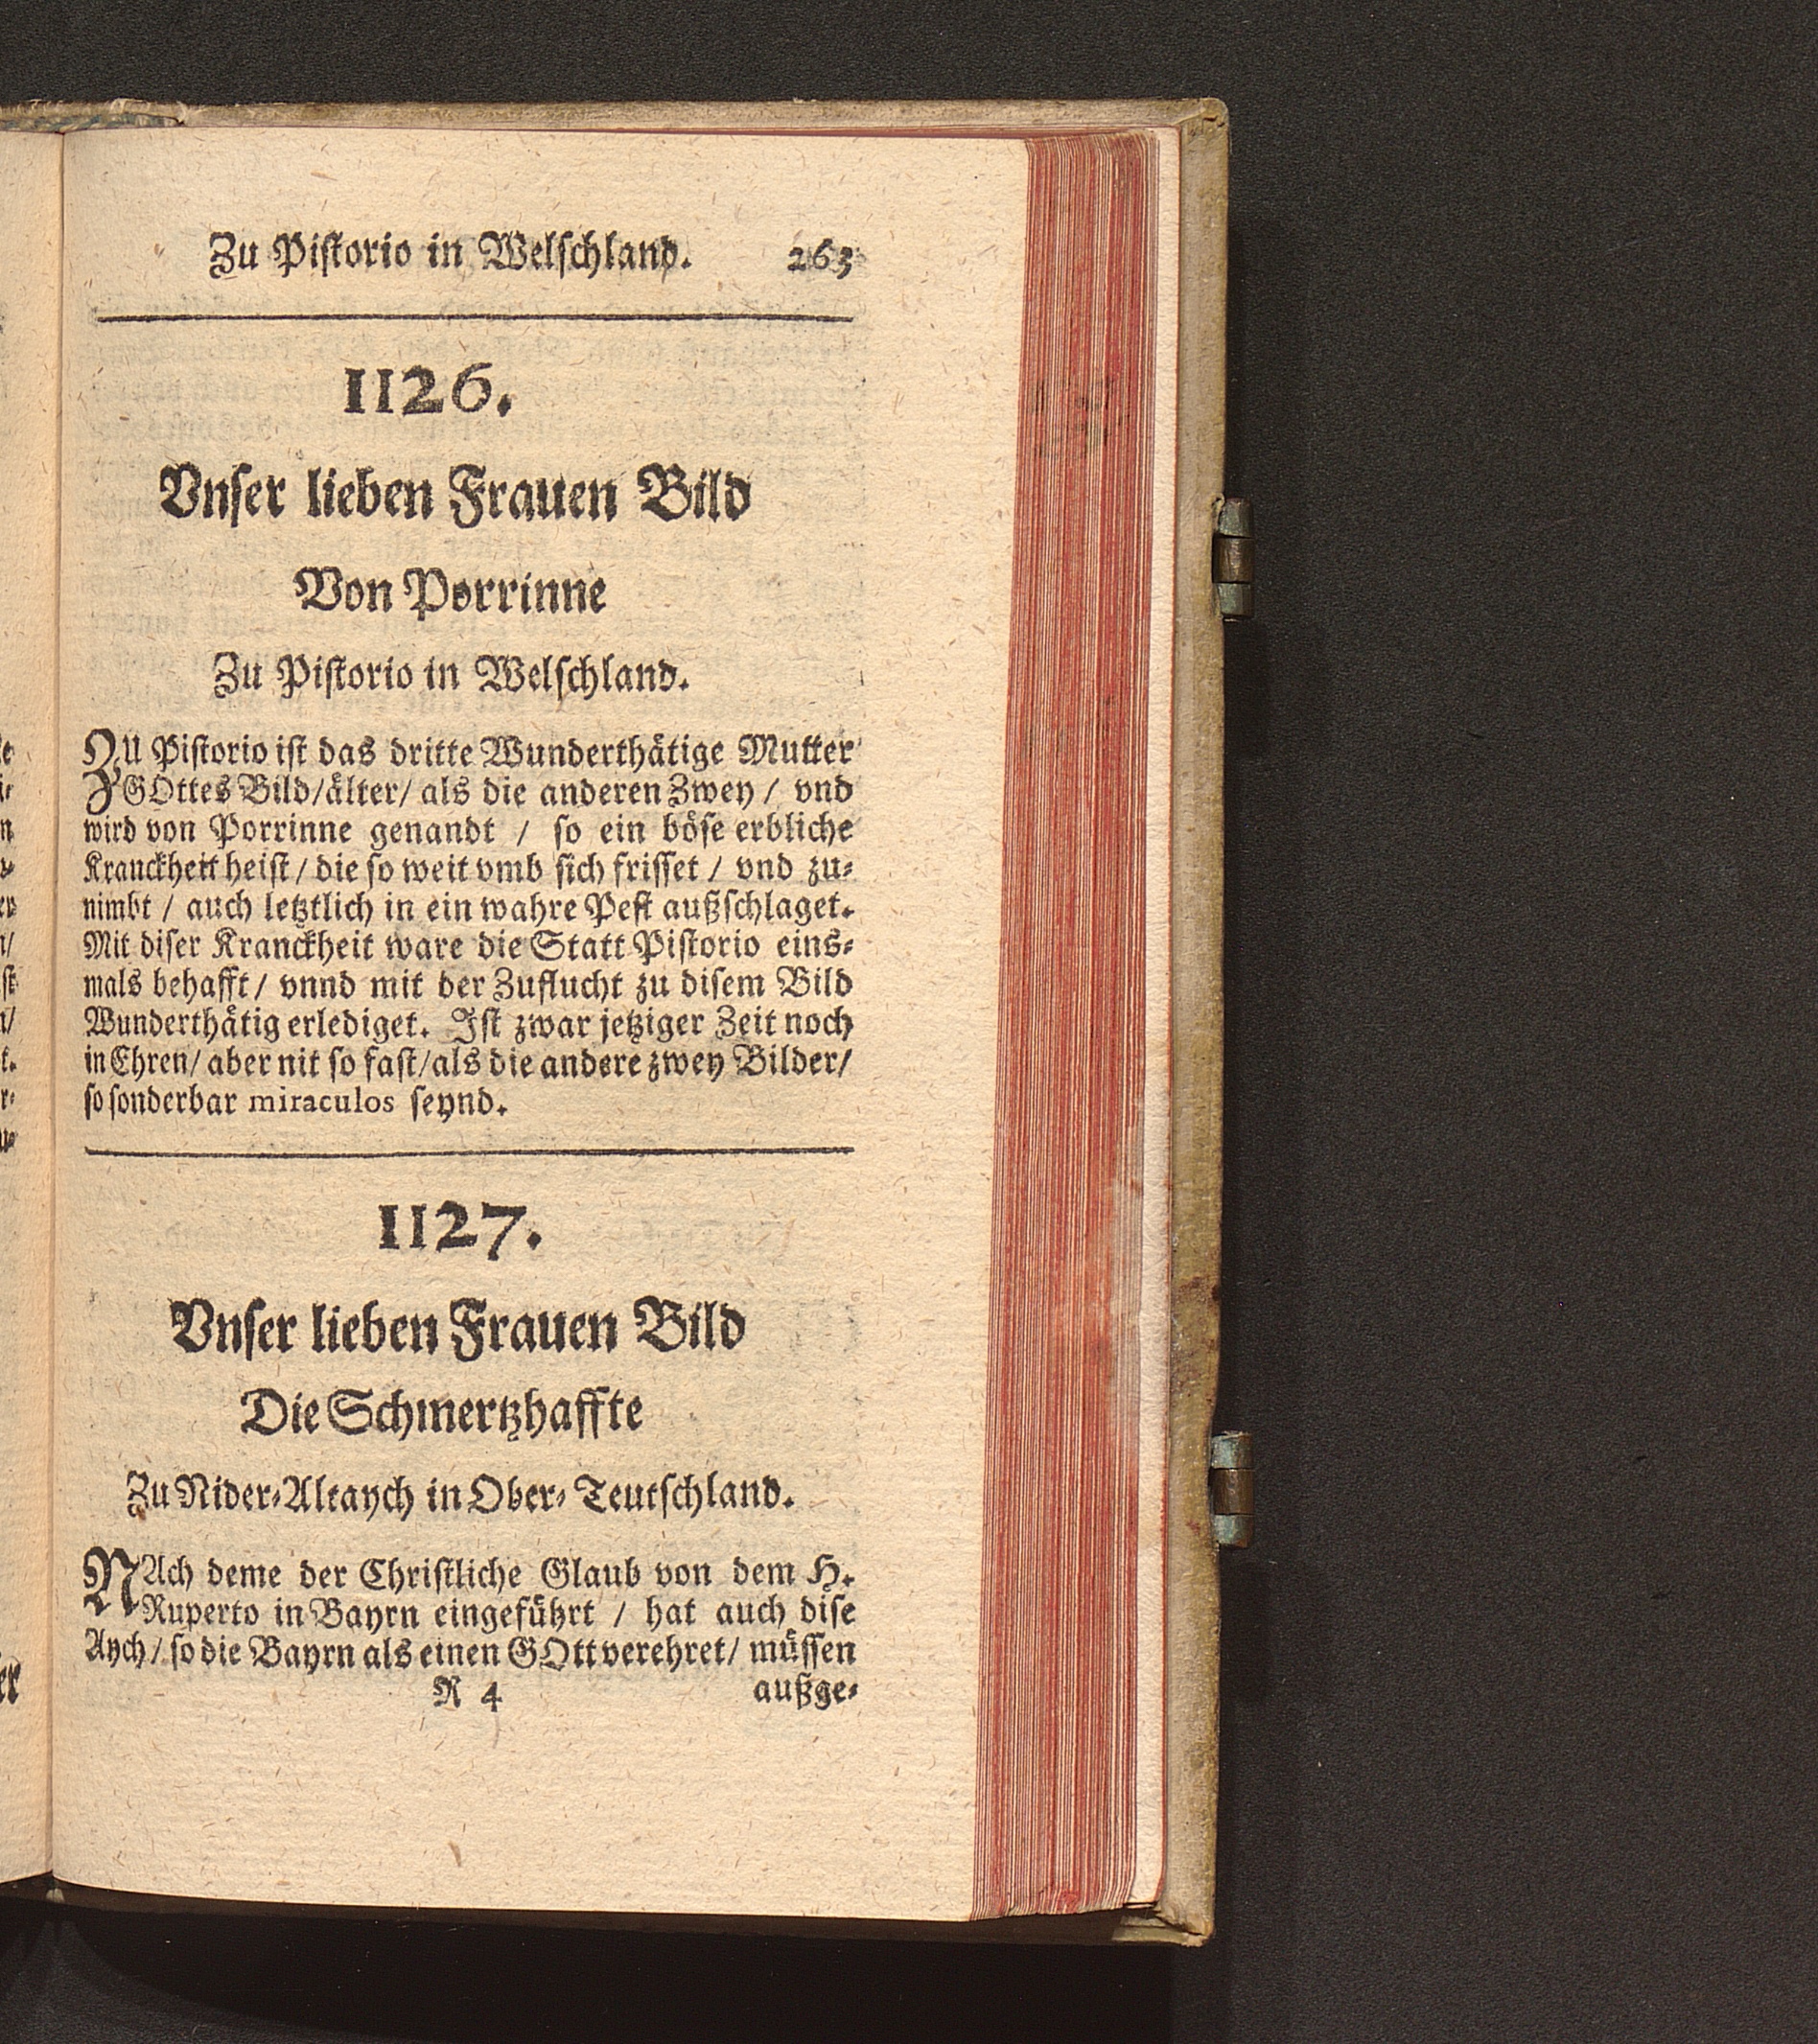 Zu Pistorio in Welschland. 263
1126.
Vnser lieben Frauen Bild
Von Porrinne
Zu Pistorio in Welschland.
ZU Pistorio ist das dritte Wunderthätige Mutter
GOttes Bild/älter/ als die anderen Zwey / vnd
wird von Porrinne genandt / so ein böse erbliche
Kranckheit heist / die so weit vmb sich frisset / vnd zu-
nimbt / auch letztlich in ein wahre Pest außschlaget.
Mit diser Kranckheit ware die Statt Pistorio eins-
mals behafft / vnnd mit der Zuflucht zu disem Bild
Wunderthätig erlediget. Ist zwar jetziger Zeit noch
in Ehren/ aber nit so fast/als die andere zwey Bilder/
so sonderbar miraculos seynd.
1127.
Vnser lieben Frauen Bild
Die Schmertzhaffte
Zu Nider-Altaych in Ober-Teutschland.
NAch deme der Christliche Glaub von dem H.
Ruperto in Bayrn eingeführt / hat auch dise
Aych / so die Bayrn als einen GOtt verehret/ müssen
R 4 außge-